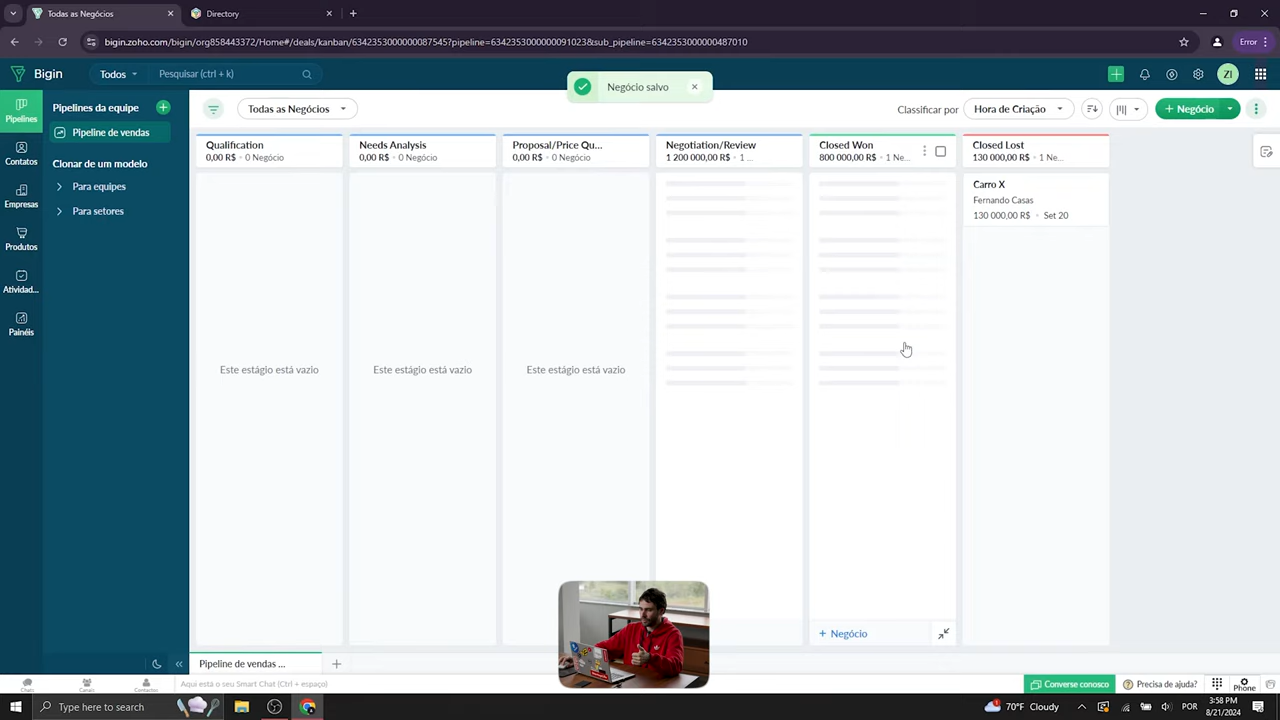 Todas as Negócios
Directory
bigin.zoho.com/bigin/org858443372/Home#/deals/kanban/6342353000000087545?pipeline=6342353000000091023&sub_pipeline=6342353000000487010
Error
Bigin
Todos
Pesquisar (ctrl + k)
Negócio salvo
ZI
Pipelines
Contatos
Empresas
Produtos
Atividad...
Painéis
Pipelines da equipe
Pipeline de vendas
Clonar de um modelo
Para equipes
Para setores
Todas as Negócios
Classificar por
Hora de Criação
+ Negócio
Qualification
0,00 R$ • 0 Negócio
Needs Analysis
0,00 R$ • 0 Negócio
Proposal/Price Qu...
0,00 R$ • 0 Negócio
Negotiation/Review
1 200 000,00 R$ • 1 ...
Closed Won
800 000,00 R$ • 1 Ne...
Closed Lost
130 000,00 R$ • 1 Ne...
Carro X
Fernando Casas
130 000,00 R$ • Set 20
Este estágio está vazio
Este estágio está vazio
Este estágio está vazio
+ Negócio
Pipeline de vendas ...
Chats
Canais
Contactos
Aqui está o seu Smart Chat (Ctrl + espaço)
Converse conosco
Precisa de ajuda?
Phone
Type here to search
70°F Cloudy
POR
3:58 PM
8/21/2024